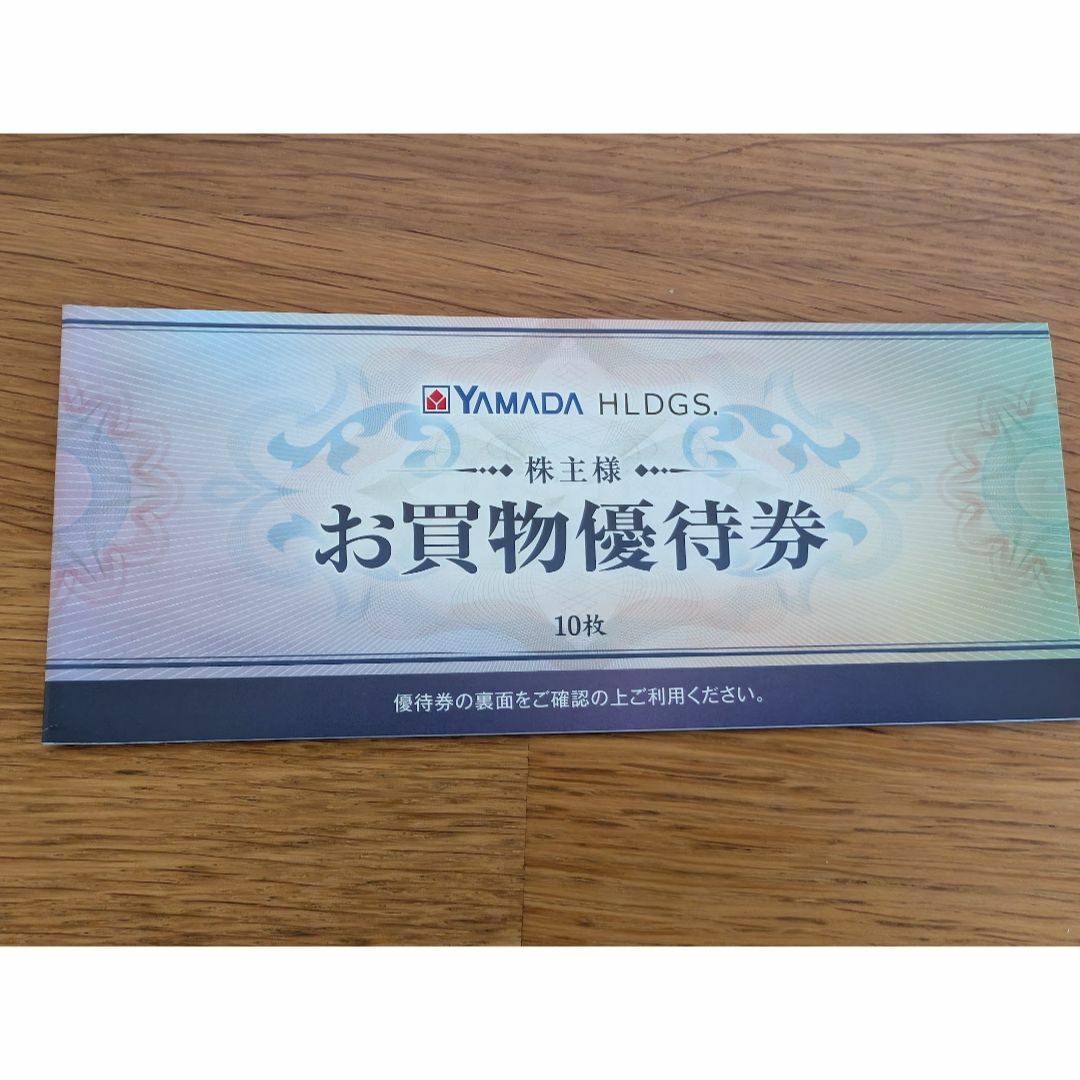 YAMADA HLDGS.
株主様
お買物優待券
10枚
優待券の裏面をご確認の上ご利用ください。